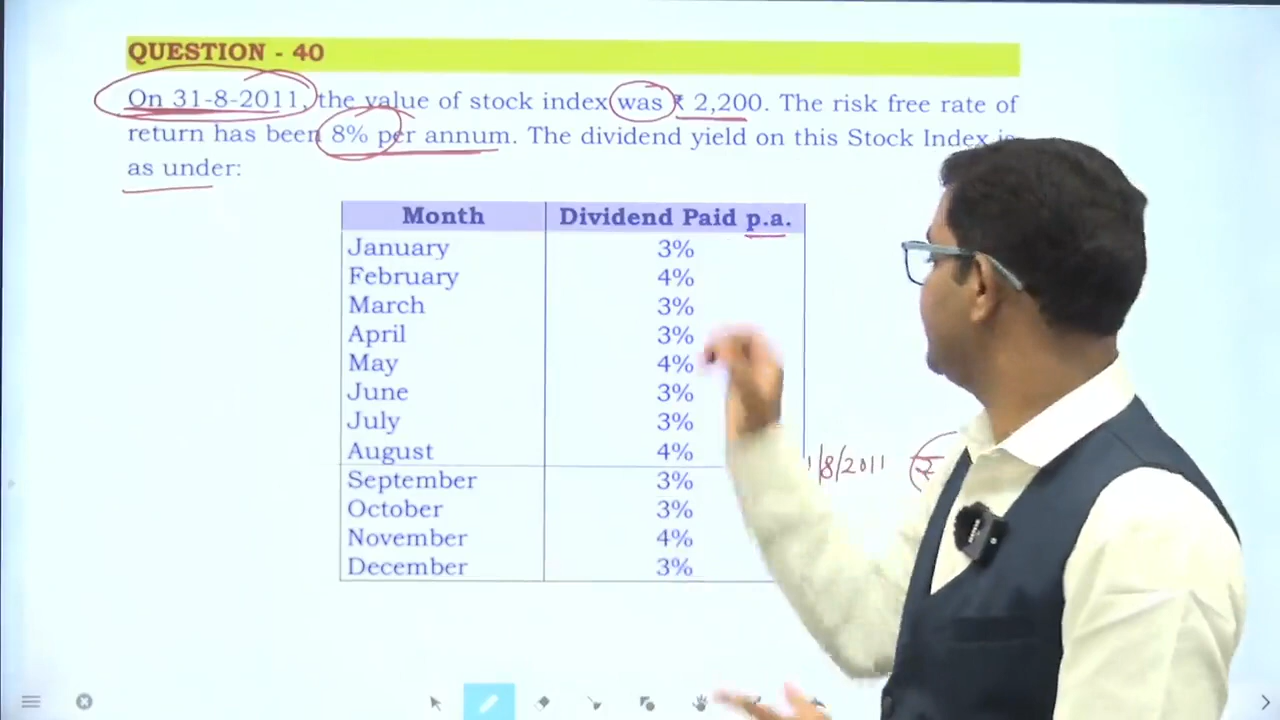 QUESTION - 40
On 31-8-2011, the value of stock index was ₹ 2,200. The risk free rate of
return has been 8% per annum. The dividend yield on this Stock Index is
as under:
Month Dividend Paid p.a.
January 3%
February 4%
March 3%
April 3%
May 4%
June 3%
July 3%
August 4%
1/8/2011
September 3%
October 3%
November 4%
December 3%